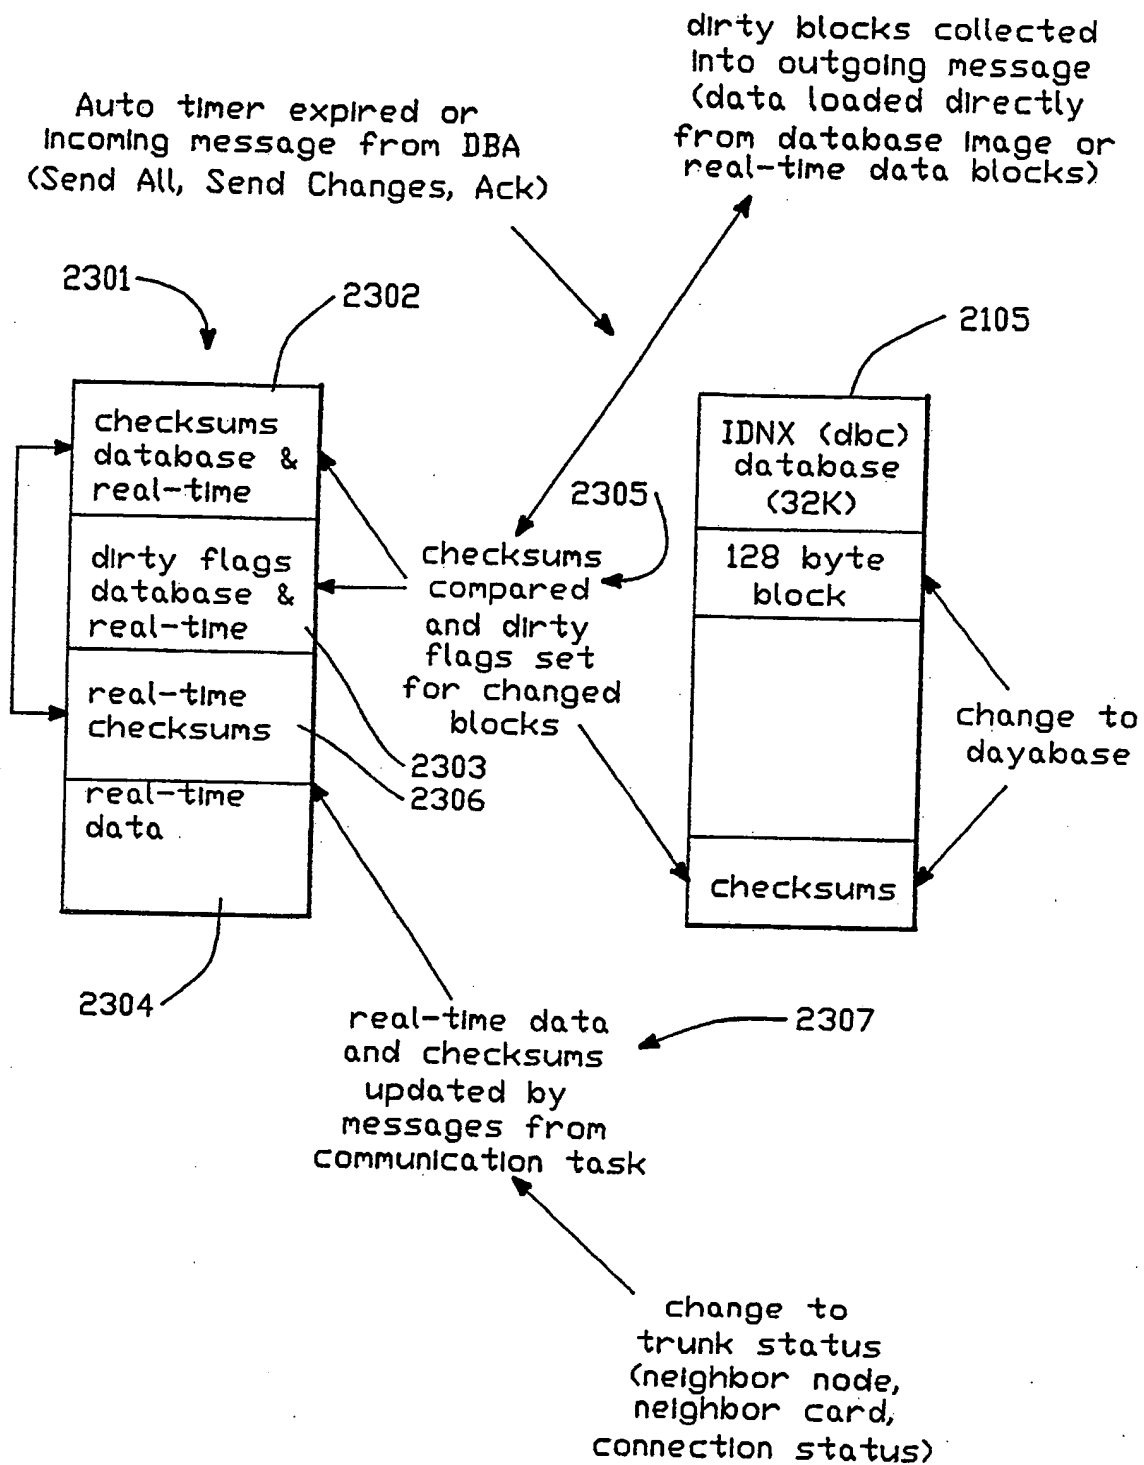 dirty blocks collected
into outgoing message
(data loaded directly
from database image or
real-time data blocks)
Auto timer expired or
incoming message from DBA
(Send All, Send Changes, Ack)
2301
2302
2105
checksums
database &
real-time
dirty flags
database &
real-time
real-time
checksums
real-time
data
2305
checksums
compared
and dirty
flags set
for changed
blocks
2303
2306
IDNX (dbc)
database
(32K)
128 byte
block
checksums
change to
dayabase
2304
real-time data
and checksums
updated by
messages from
communication task
2307
change to
trunk status
(neighbor node,
neighbor card,
connection status)